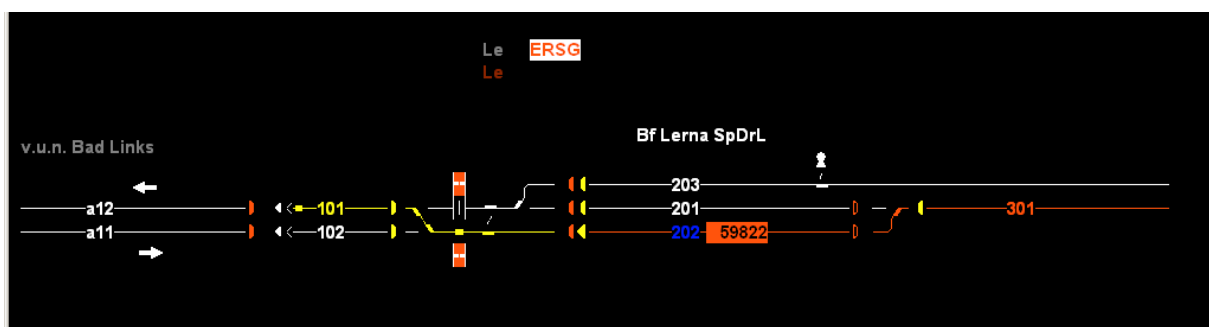 Le ERSG
Le
Bf Lerna SpDrL
v.u.n. Bad Links
203
a12 101 201 301
a11 102 202 59822